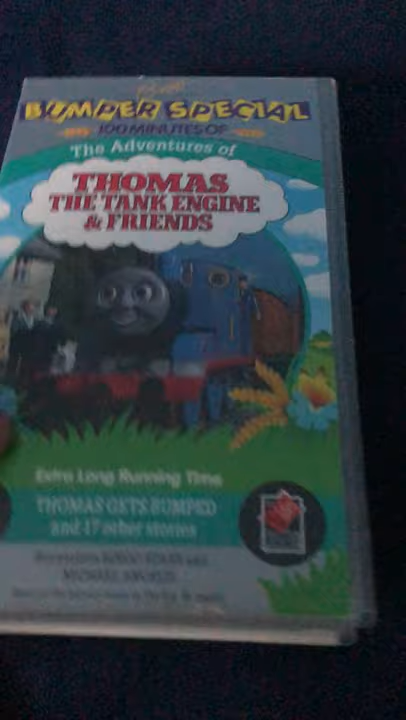 BUMPER SPECIAL
100 MINUTES OF
The Adventures of
THOMAS
THE TANK ENGINE
& FRIENDS
Extra Long Running Time
THOMAS GETS BUMPED
and 17 other stories